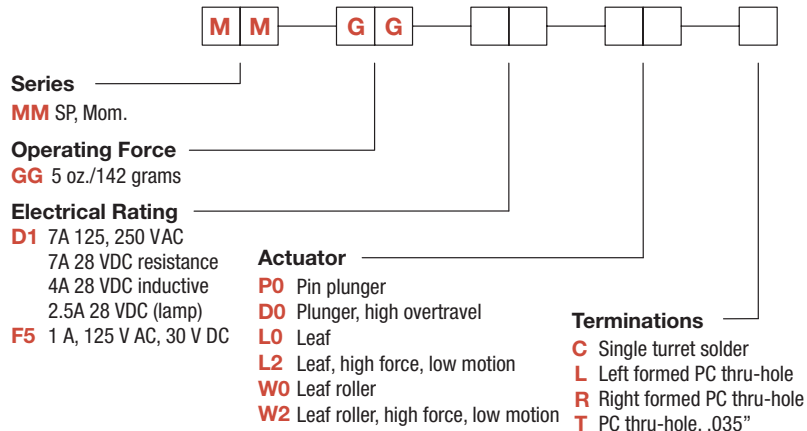 M M G G
Series
MM SP, Mom.
Operating Force
GG 5 oz./142 grams
Electrical Rating
D1 7A 125, 250 VAC
7A 28 VDC resistance
4A 28 VDC inductive
2.5A 28 VDC (lamp)
F5 1 A, 125 V AC, 30 V DC
Actuator
P0 Pin plunger
D0 Plunger, high overtravel
L0 Leaf
L2 Leaf, high force, low motion
W0 Leaf roller
W2 Leaf roller, high force, low motion
Terminations
C Single turret solder
L Left formed PC thru-hole
R Right formed PC thru-hole
T PC thru-hole, .035”